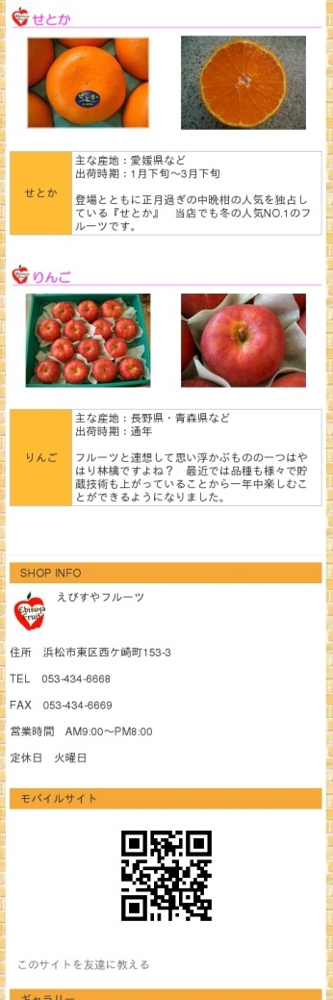 せとか
せとか
せとか
主な産地：愛媛県など
出荷時期：1月下旬～3月下旬
登場とともに正月過ぎの中晩柑の人気を独占し
ている『せとか』　当店でも冬の人気NO.1のフ
ルーツです。
りんご
りんご
主な産地：長野県・青森県など
出荷時期：通年
フルーツと連想して思い浮かぶものの一つはや
はり林檎ですよね？　最近では品種も様々で貯
蔵技術も上がっていることから一年中楽しむこ
とができるようになりました。
SHOP INFO
Ebisuya
Fruit
えびすやフルーツ
住所　浜松市東区西ケ崎町153-3
TEL　053-434-6668
FAX　053-434-6669
営業時間　AM9:00～PM8:00
定休日　火曜日
モバイルサイト
このサイトを友達に教える
ギャラリー